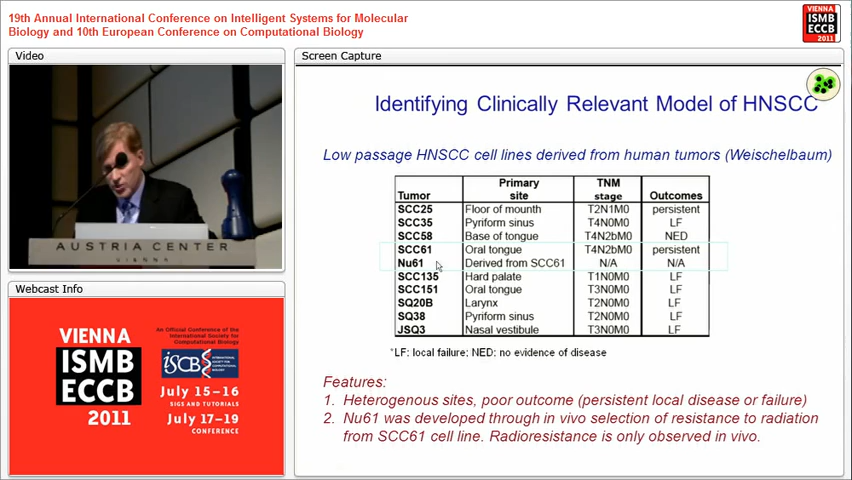 19th Annual International Conference on Intelligent Systems for Molecular
Biology and 10th European Conference on Computational Biology
VIENNA
ISMB
ECCB
2011
Video
Screen Capture
AUSTRIA CENTER
VIENNA
Identifying Clinically Relevant Model of HNSCC
Low passage HNSCC cell lines derived from human tumors (Weischelbaum)
Tumor Primary site TNM stage Outcomes
SCC25 Floor of mounth T2N1M0 persistent
SCC35 Pyriform sinus T4N0M0 LF
SCC58 Base of tongue T4N2bM0 NED
SCC61 Oral tongue T4N2bM0 persistent
Nu61 Derived from SCC61 N/A N/A
SCC135 Hard palate T1N0M0 LF
SCC151 Oral tongue T3N0M0 LF
SQ20B Larynx T2N0M0 LF
SQ38 Pyriform sinus T2N0M0 LF
JSQ3 Nasal vestibule T3N0M0 LF
*LF: local failure; NED: no evidence of disease
Features:
1. Heterogenous sites, poor outcome (persistent local disease or failure)
2. Nu61 was developed through in vivo selection of resistance to radiation
from SCC61 cell line. Radioresistance is only observed in vivo.
Webcast Info
VIENNA
ISMB
ECCB
2011
An Official Conference of the
International Society for
Computational Biology
ISCB
INTERNATIONAL
SOCIETY FOR
COMPUTATIONAL
BIOLOGY
July 15–16
SIGS AND TUTORIALS
July 17–19
CONFERENCE